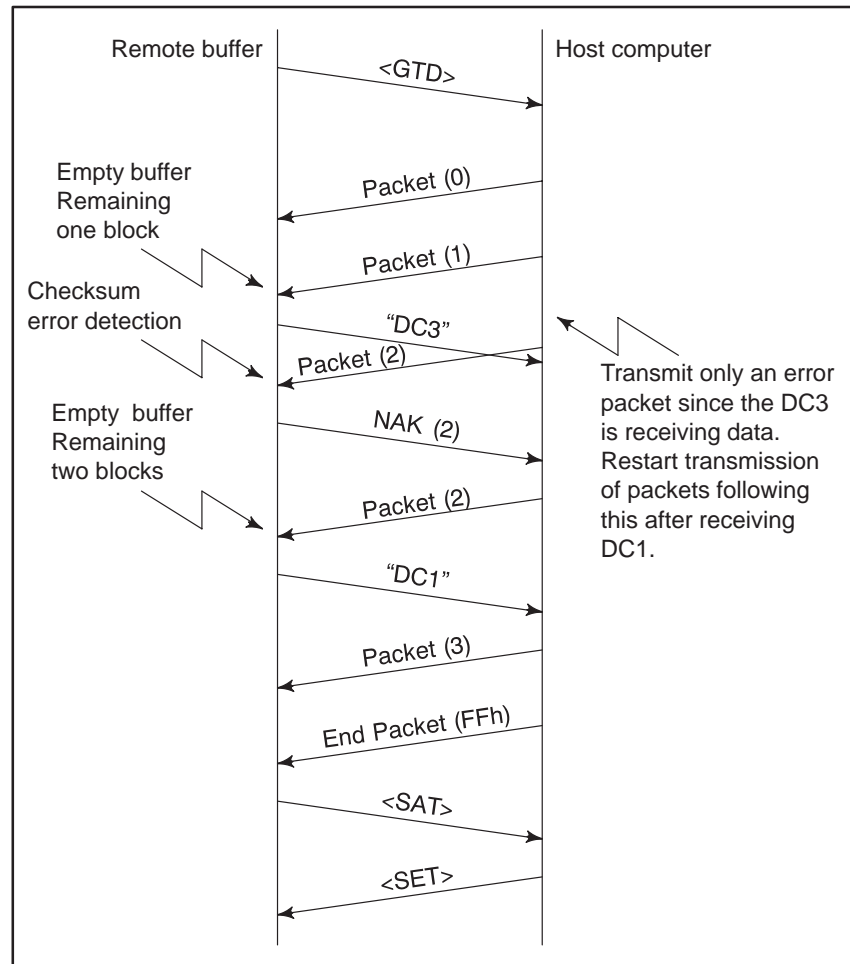 Remote buffer
Host computer
<GTD>
Empty buffer
Remaining
one block
Packet (0)
Packet (1)
Checksum
error detection
“DC3”
Packet (2)
Transmit only an error
packet since the DC3
is receiving data.
Restart transmission
of packets following
this after receiving
DC1.
Empty buffer
Remaining
two blocks
NAK (2)
Packet (2)
“DC1”
Packet (3)
End Packet (FFh)
<SAT>
<SET>